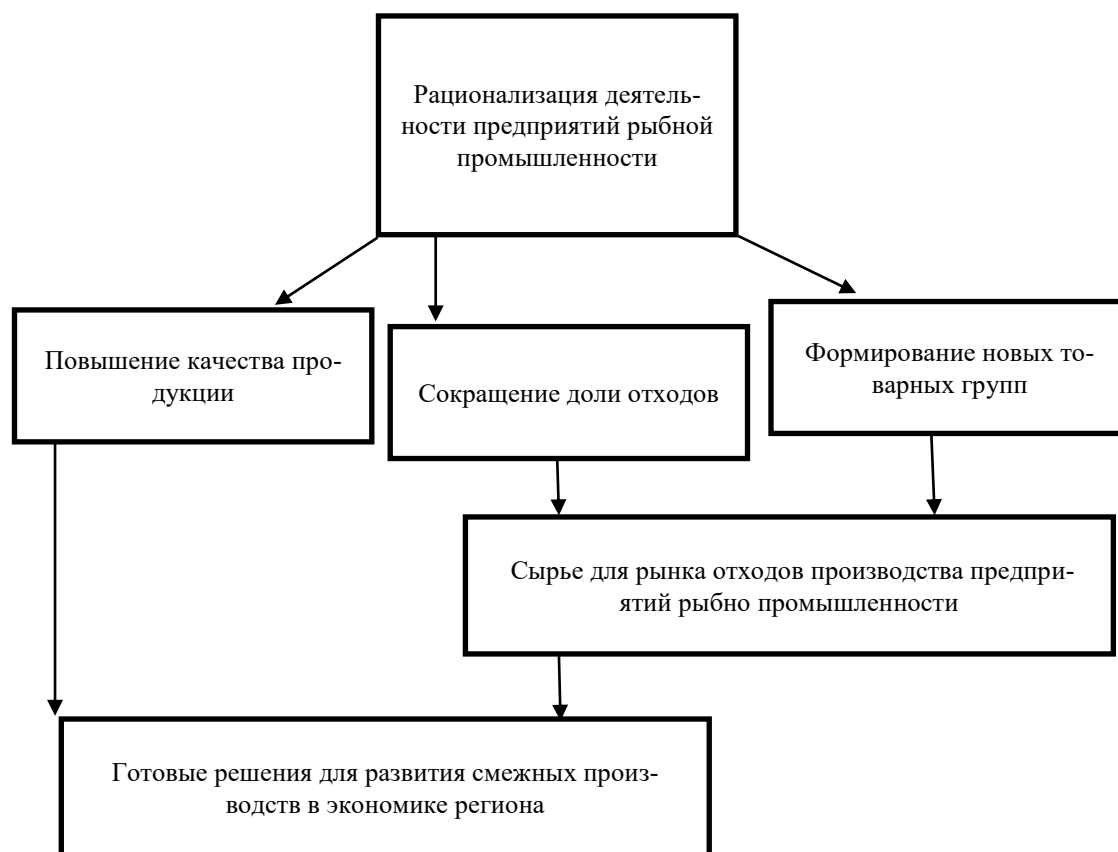 Рационализация деятель-
ности предприятий рыбной
промышленности
Повышение качества про-
дукции
Сокращение доли отходов
Формирование новых то-
варных групп
Сырье для рынка отходов производства предпри-
ятий рыбно промышленности
Готовые решения для развития смежных произ-
водств в экономике региона